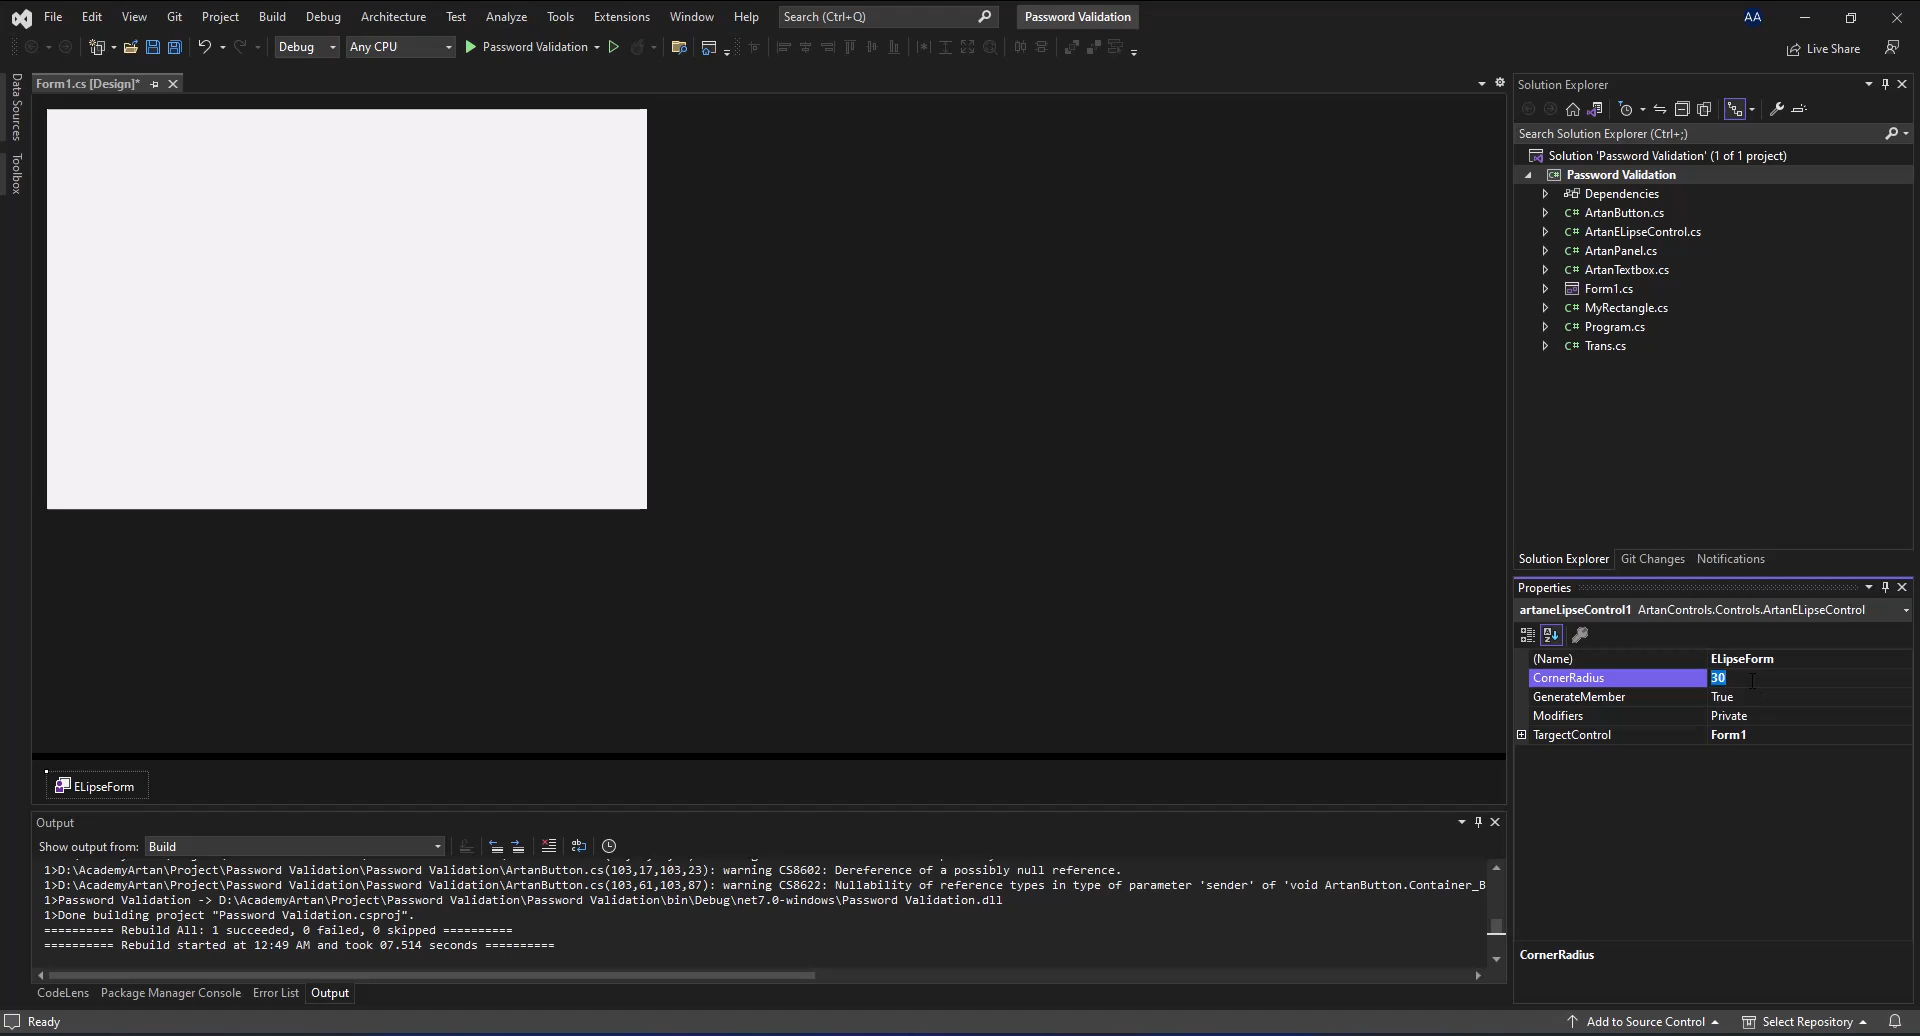 File Edit View Git Project Build Debug Architecture Test Analyze Tools Extensions Window Help Search (Ctrl+Q) Password Validation AA
Debug Any CPU Password Validation Live Share
Data Sources
Toolbox
Form1.cs [Design]*
ELipseForm
Output
Show output from: Build
1>D:\AcademyArtan\Project\Password Validation\Password Validation\ArtanButton.cs(103,17,103,23): warning CS8602: Dereference of a possibly null reference.
1>D:\AcademyArtan\Project\Password Validation\Password Validation\ArtanButton.cs(103,61,103,87): warning CS8622: Nullability of reference types in type of parameter 'sender' of 'void ArtanButton.Container_B
1>Password Validation -> D:\AcademyArtan\Project\Password Validation\Password Validation\bin\Debug\net7.0-windows\Password Validation.dll
1>Done building project "Password Validation.csproj".
========== Rebuild All: 1 succeeded, 0 failed, 0 skipped ==========
========== Rebuild started at 12:49 AM and took 07.514 seconds ==========
CodeLens Package Manager Console Error List Output
Solution Explorer
Search Solution Explorer (Ctrl+;)
Solution 'Password Validation' (1 of 1 project)
Password Validation
Dependencies
C# ArtanButton.cs
C# ArtanELipseControl.cs
C# ArtanPanel.cs
C# ArtanTextbox.cs
Form1.cs
C# MyRectangle.cs
C# Program.cs
C# Trans.cs
Solution Explorer Git Changes Notifications
Properties
artaneLipseControl1 ArtanControls.Controls.ArtanELipseControl
(Name) ELipseForm
CornerRadius 30
GenerateMember True
Modifiers Private
TargectControl Form1
CornerRadius
Ready Add to Source Control Select Repository